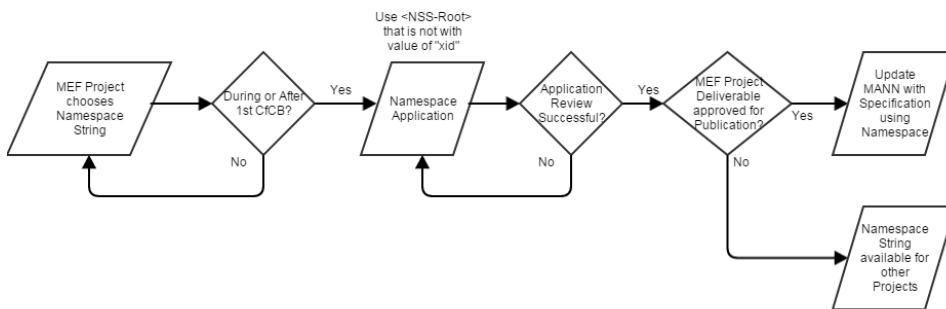 MEF Project
chooses
Namespace
String
During or After
1st CfCB?
Yes
No
Use <NSS-Root>
that is not with
value of "xid"
Namespace
Application
Application
Review
Successful?
Yes
No
MEF Project
Deliverable
approved for
Publication?
Yes
No
Update
MANN with
Specification
using
Namespace
Namespace
String
available for
other
Projects